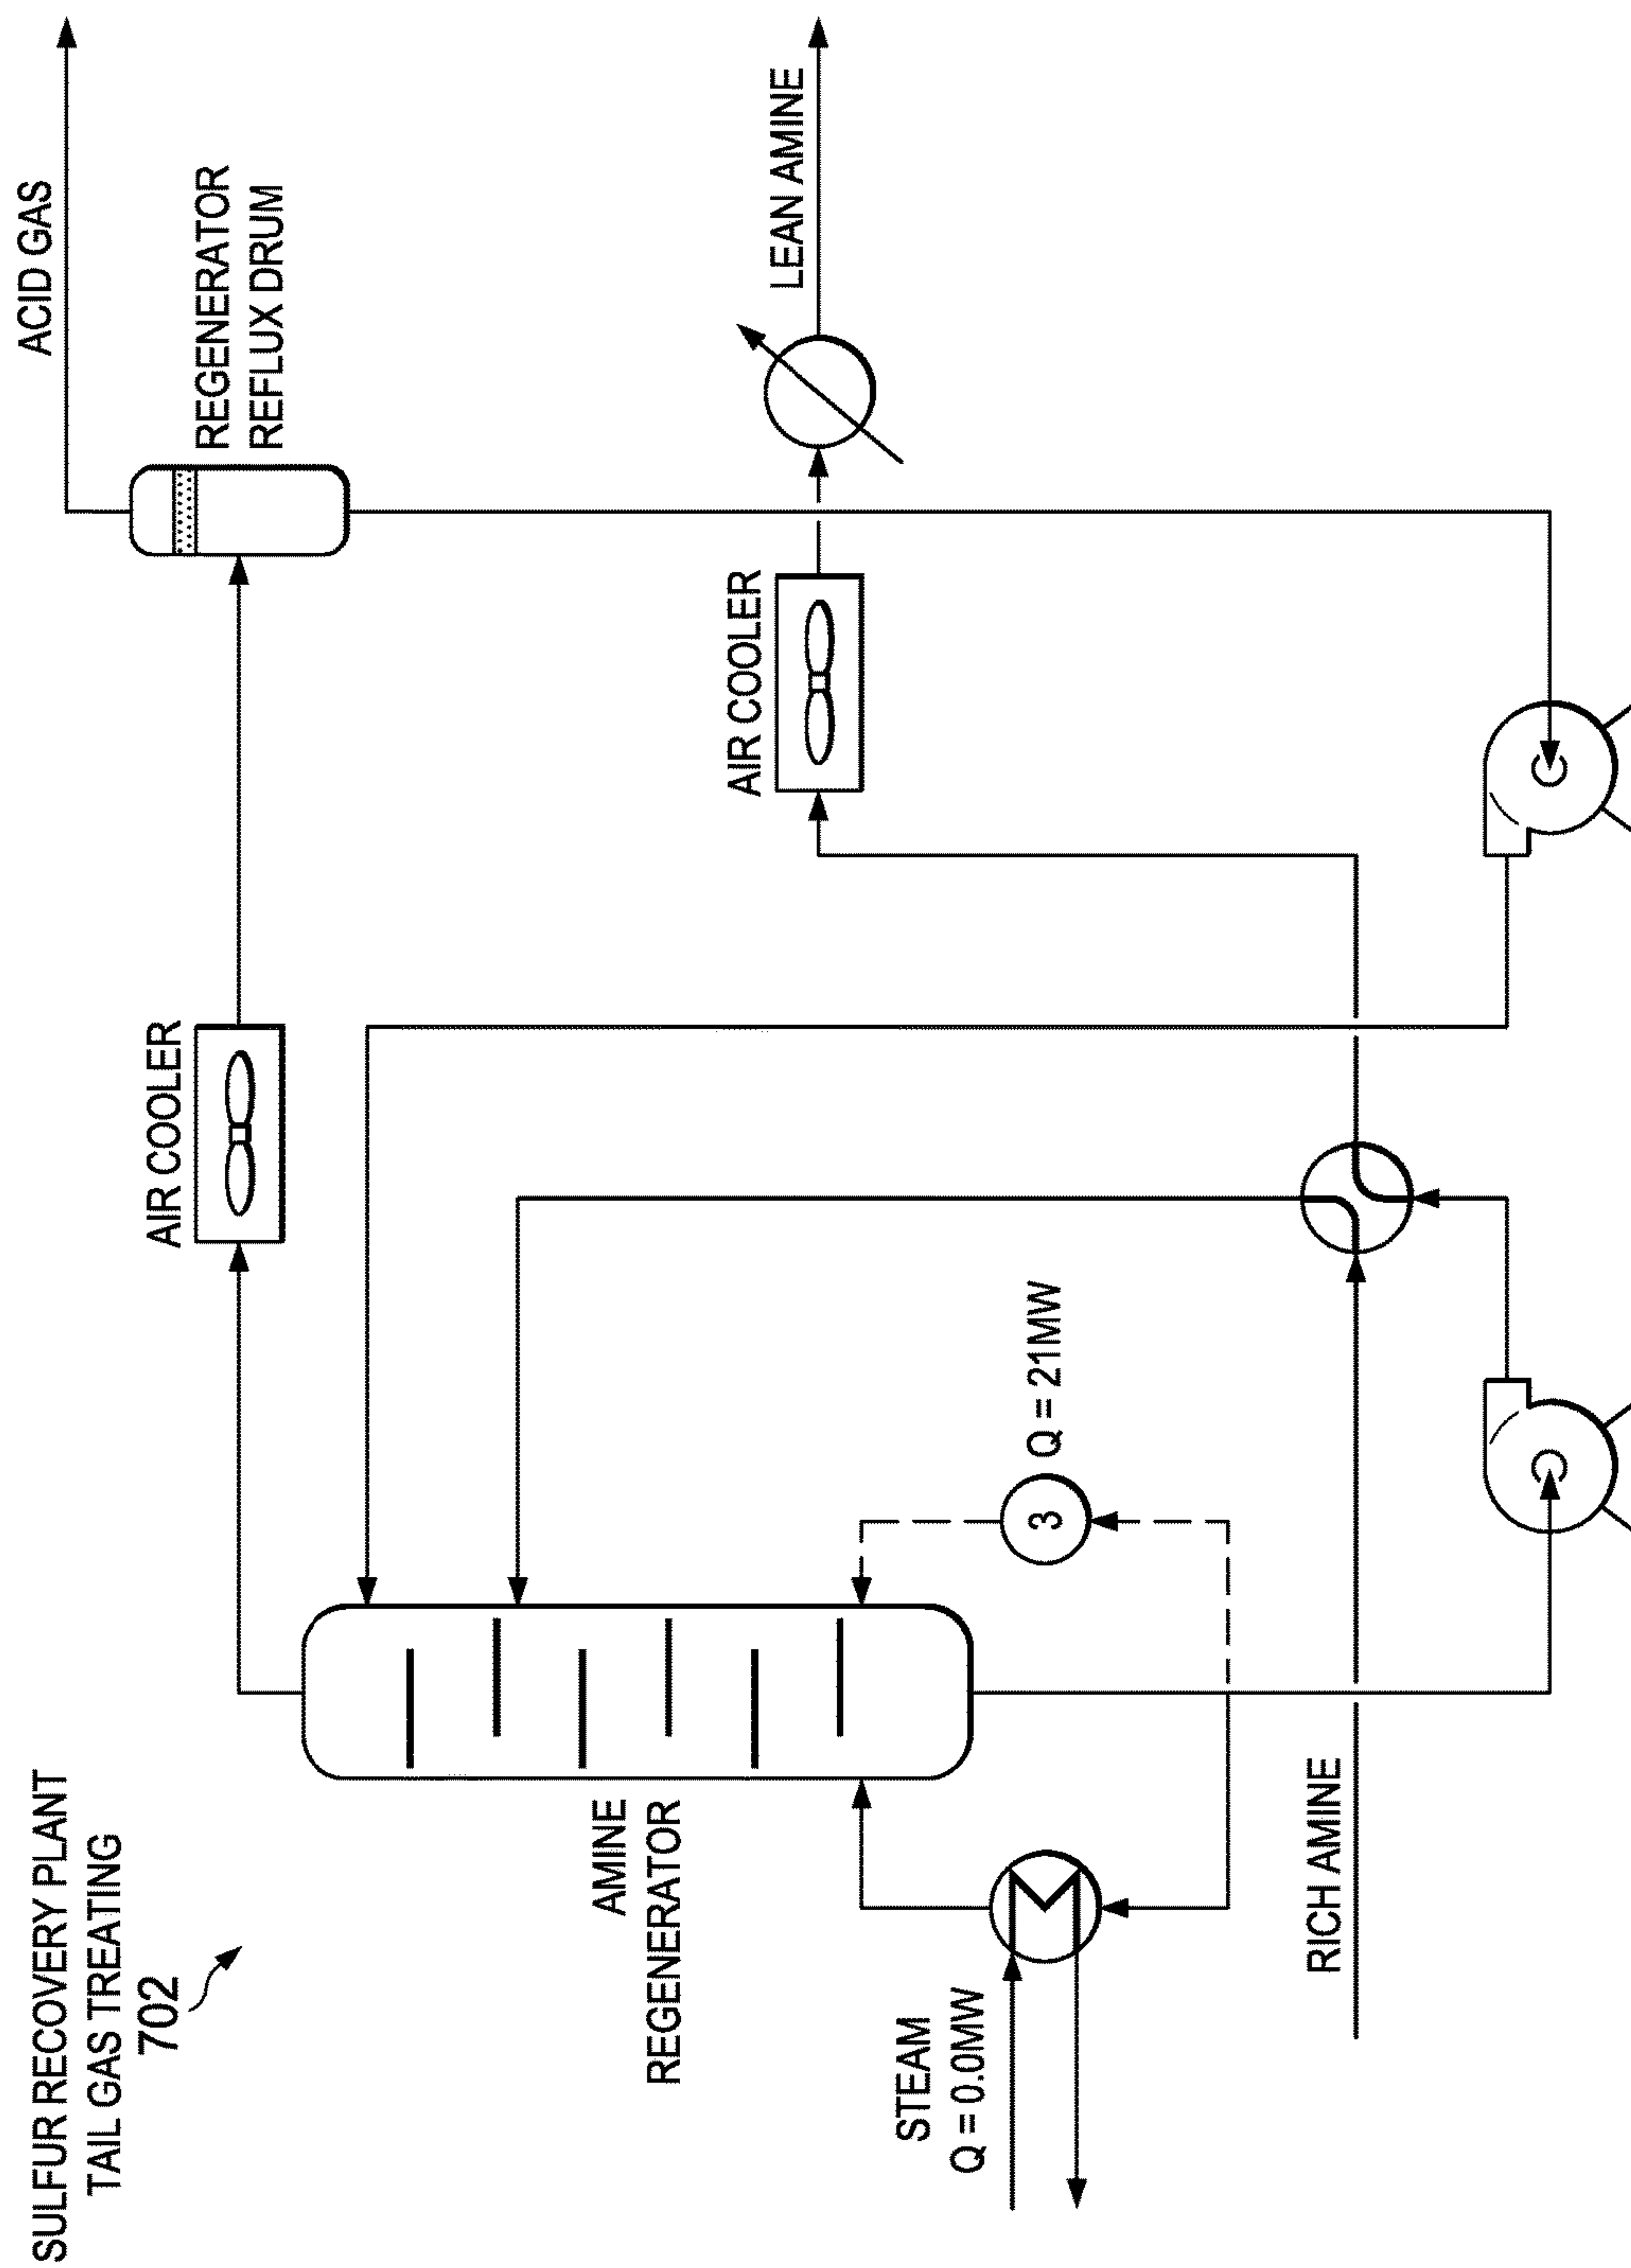 SULFUR RECOVERY PLANT
TAIL GAS TREATING
702
ACID GAS
REGENERATOR
REFLUX DRUM
AIR COOLER
LEAN AMINE
AIR COOLER
AMINE
REGENERATOR
STEAM
Q = 0.0MW
3
Q = 21MW
RICH AMINE